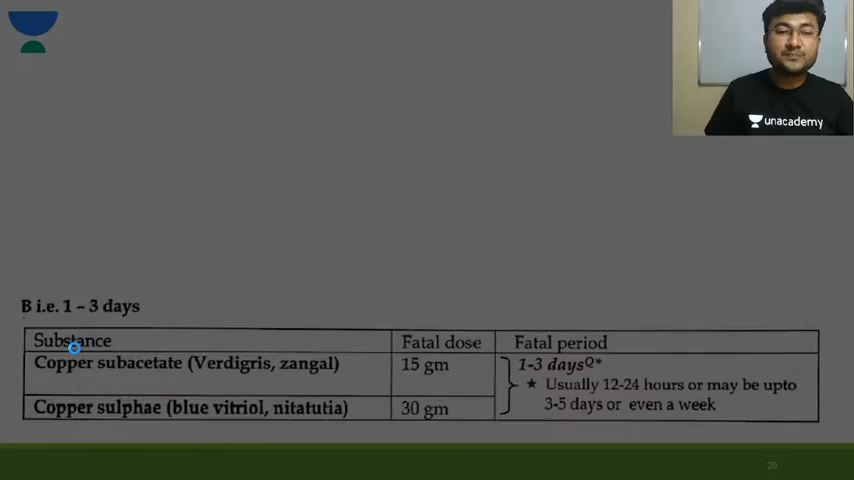 unacademy
B i.e. 1 – 3 days
Substance Fatal dose Fatal period
Copper subacetate (Verdigris, zangal) 15 gm 1-3 daysQ*
★ Usually 12-24 hours or may be upto
Copper sulphae (blue vitriol, nitatutia) 30 gm 3-5 days or even a week
20